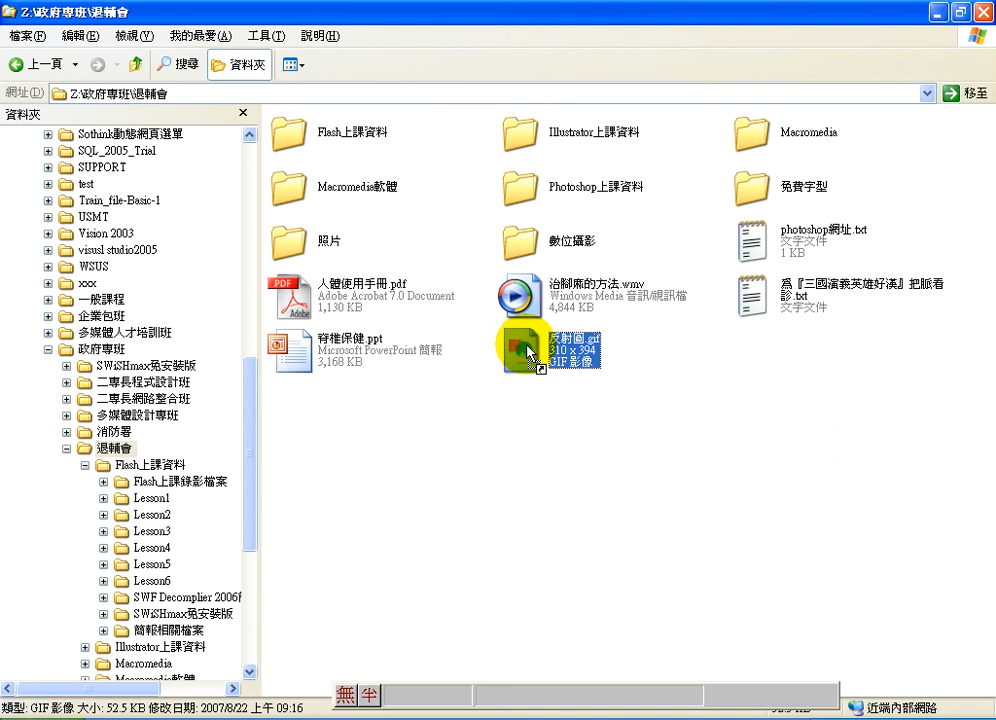 Z:\政府專班\退輔會
檔案(F) 編輯(E) 檢視(V) 我的最愛(A) 工具(T) 說明(H)
上一頁 搜尋 資料夾
網址(D) Z:\政府專班\退輔會 移至
資料夾
Sothink動態網頁選單
SQL_2005_Trial
SUPPORT
test
Train_file-Basic-1
USMT
Vision 2003
visusl studio2005
WSUS
xxx
一般課程
企業包班
多媒體人才培訓班
政府專班
SWiSHmax免安裝版
二專長程式設計班
二專長網路整合班
多媒體設計專班
消防署
退輔會
Flash上課資料
Flash上課錄影檔案
Lesson1
Lesson2
Lesson3
Lesson4
Lesson5
Lesson6
SWF Decomplier 2006
SWiSHmax免安裝版
簡報相關檔案
Illustrator上課資料
Macromedia
Macromedia軟體
Flash上課資料
Illustrator上課資料
Macromedia
Macromedia軟體
Photoshop上課資料
免費字型
照片
數位攝影
photoshop網址.txt
文字文件
1 KB
PDF
Adobe
人體使用手冊.pdf
Adobe Acrobat 7.0 Document
1,130 KB
治腳麻的方法.wmv
Windows Media 音訊/視訊檔
4,844 KB
為『三國演義英雄好漢』把脈看
診.txt
文字文件
脊椎保健.ppt
Microsoft PowerPoint 簡報
3,168 KB
反射圖.gif
310 x 394
GIF 影像
無 半
類型: GIF 影像 大小: 52.5 KB 修改日期: 2007/8/22 上午 09:16
近端內部網路